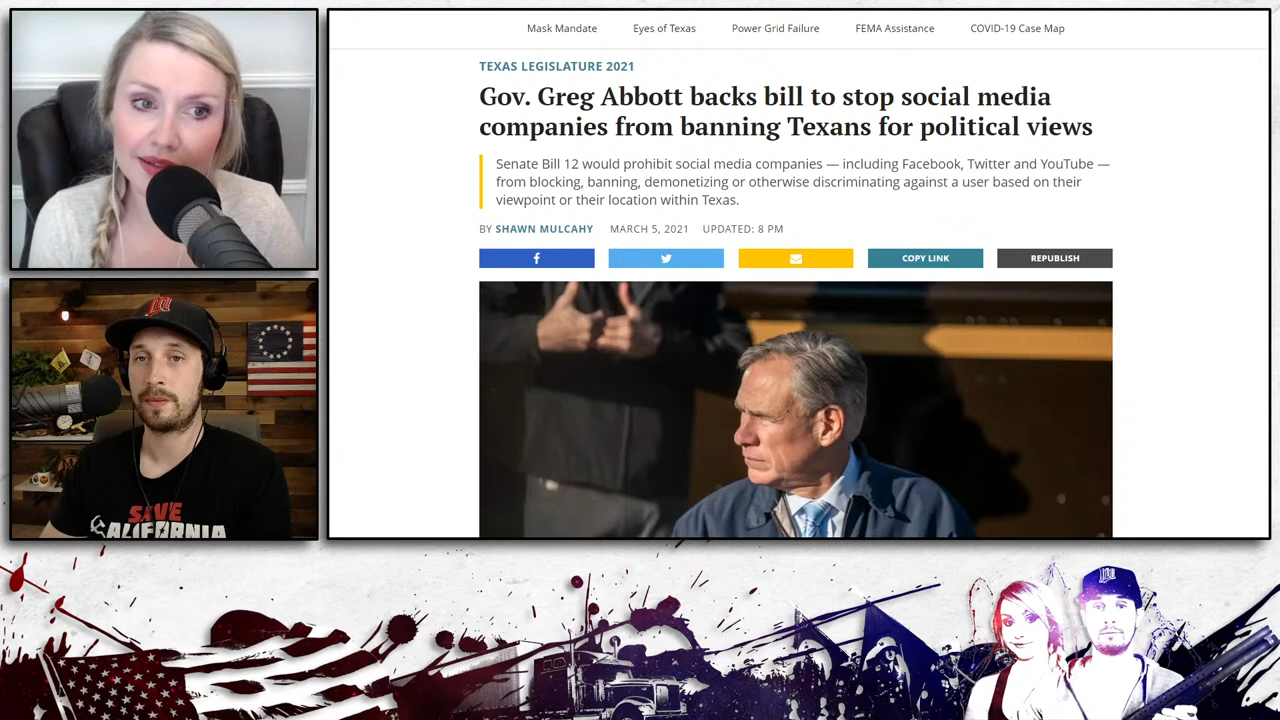 Mask Mandate Eyes of Texas Power Grid Failure FEMA Assistance COVID-19 Case Map
TEXAS LEGISLATURE 2021
Gov. Greg Abbott backs bill to stop social media
companies from banning Texans for political views
Senate Bill 12 would prohibit social media companies — including Facebook, Twitter and YouTube —
from blocking, banning, demonetizing or otherwise discriminating against a user based on their
viewpoint or their location within Texas.
BY SHAWN MULCAHY MARCH 5, 2021 UPDATED: 8 PM
COPY LINK REPUBLISH
SAVE
CALIFORNIA